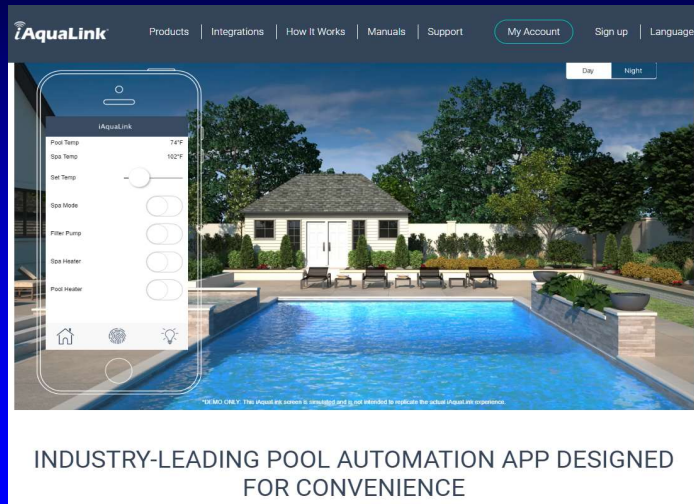 iAquaLink
Products | Integrations | How It Works | Manuals | Support
My Account
Sign up | Language
Day Night
iAquaLink
Pool Temp 74°F
Spa Temp 102°F
Set Temp
Spa Mode
Filler Pump
Spa Heater
Pool Heater
*DEMO ONLY: This iAquaLink screen is simulated and is not intended to replicate the actual iAquaLink experience.
INDUSTRY-LEADING POOL AUTOMATION APP DESIGNED
FOR CONVENIENCE